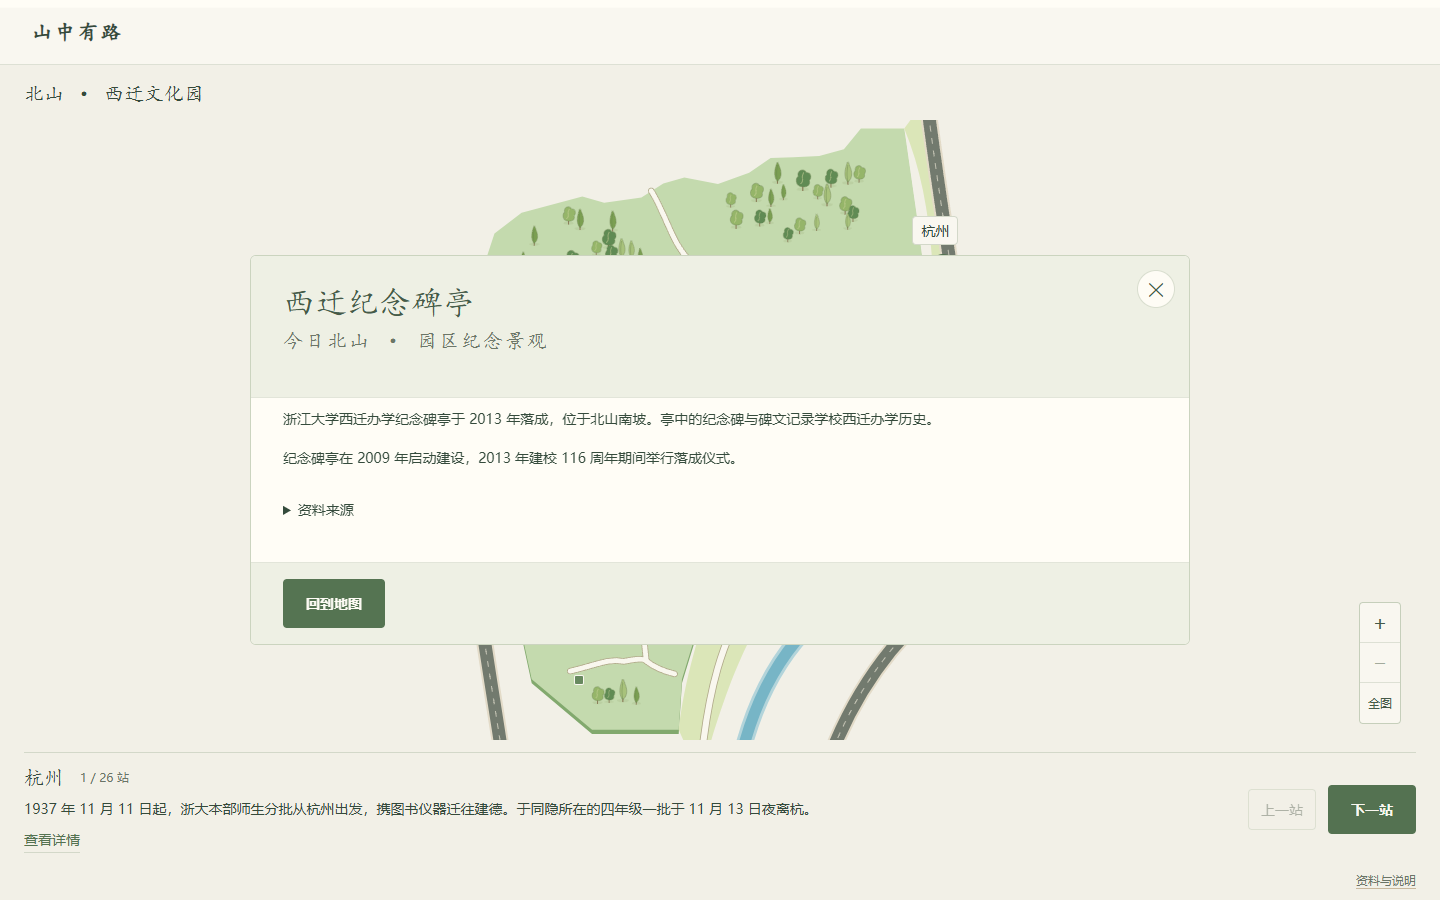 山中有路
北山 • 西迁文化园
杭州
西迁纪念碑亭
今日北山 • 园区纪念景观
浙江大学西迁办学纪念碑亭于 2013 年落成，位于北山南坡。亭中的纪念碑与碑文记录学校西迁办学历史。
纪念碑亭在 2009 年启动建设，2013 年建校 116 周年期间举行落成仪式。
▶ 资料来源
回到地图
+
−
全图
杭州 1 / 26 站
1937 年 11 月 11 日起，浙大本部师生分批从杭州出发，携图书仪器迁往建德。于同隐所在的四年级一批于 11 月 13 日夜离杭。
查看详情
上一站
下一站
资料与说明